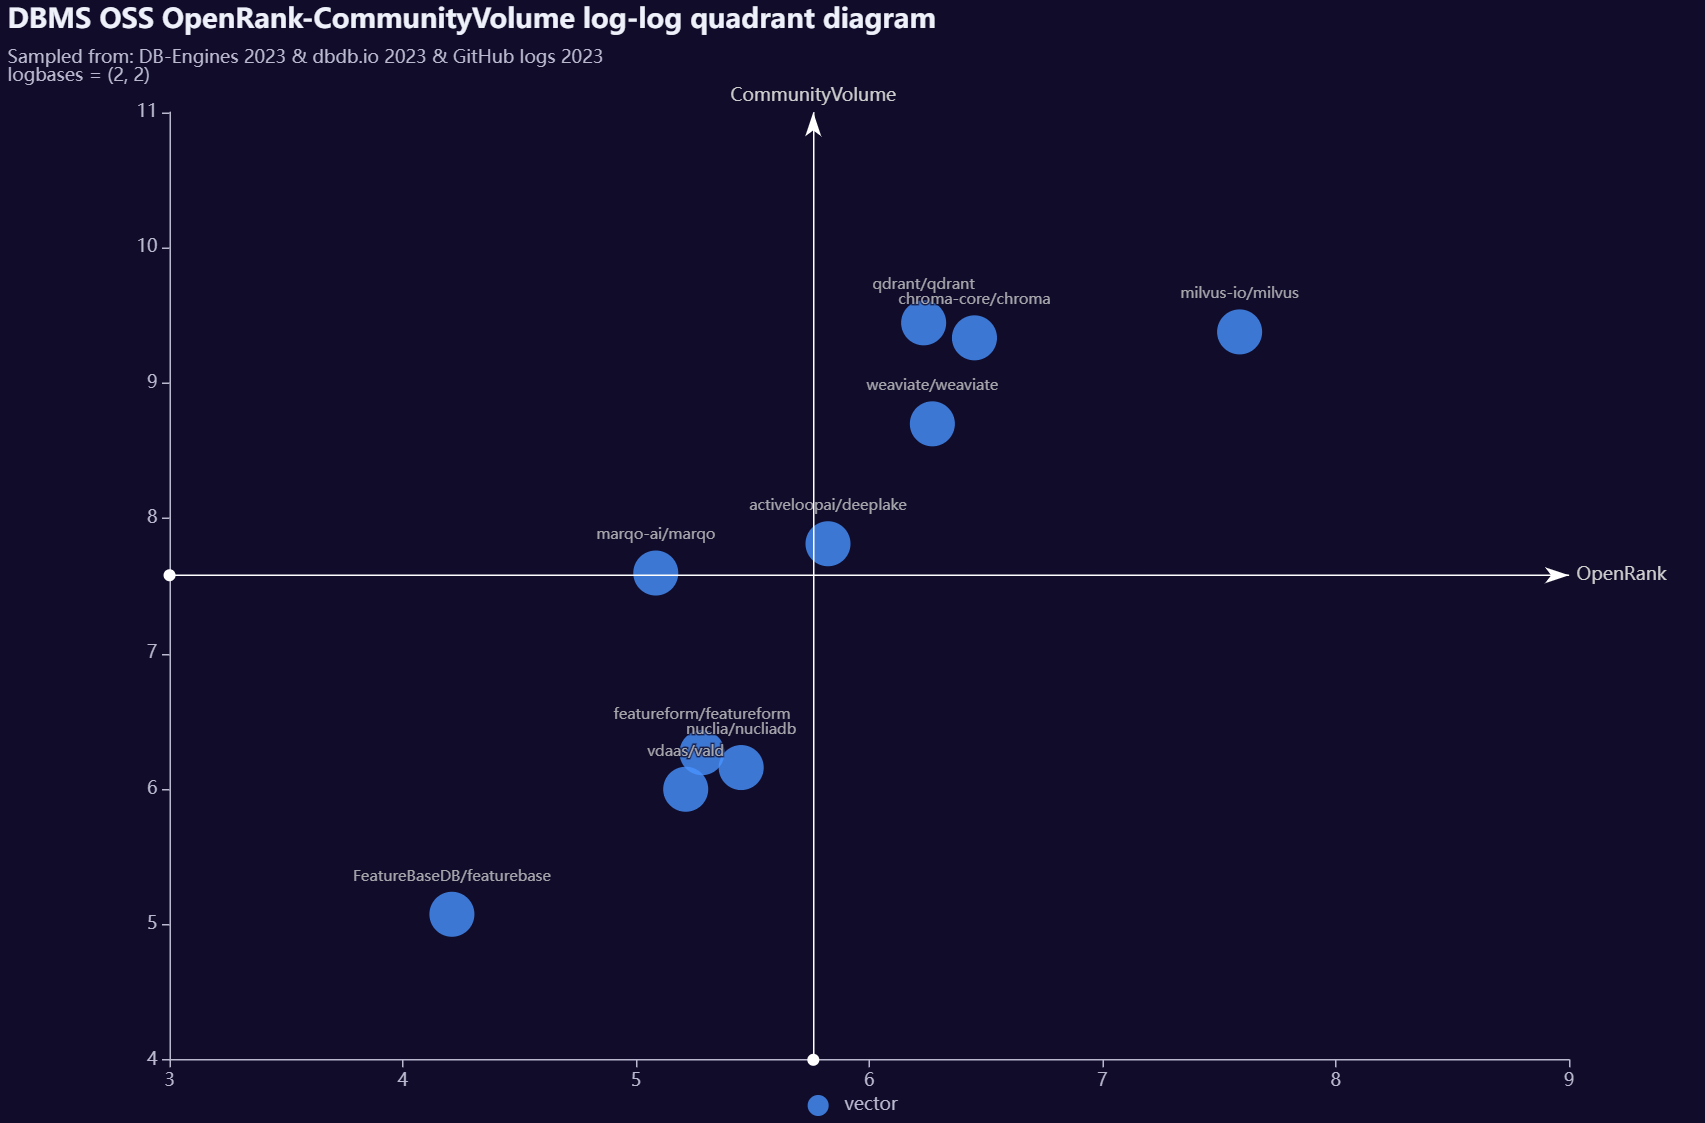 DBMS OSS OpenRank-CommunityVolume log-log quadrant diagram
Sampled from: DB-Engines 2023 & dbdb.io 2023 & GitHub logs 2023
logbases = (2, 2)
CommunityVolume
11
10
qdrant/qdrant
milvus-io/milvus
chroma-core/chroma
9
weaviate/weaviate
8
activeloopai/deeplake
marqo-ai/marqo
OpenRank
7
featureform/featureform
nuclia/nucliadb
vdaas/vald
6
FeatureBaseDB/featurebase
5
4
3 4 5 6 7 8 9
vector